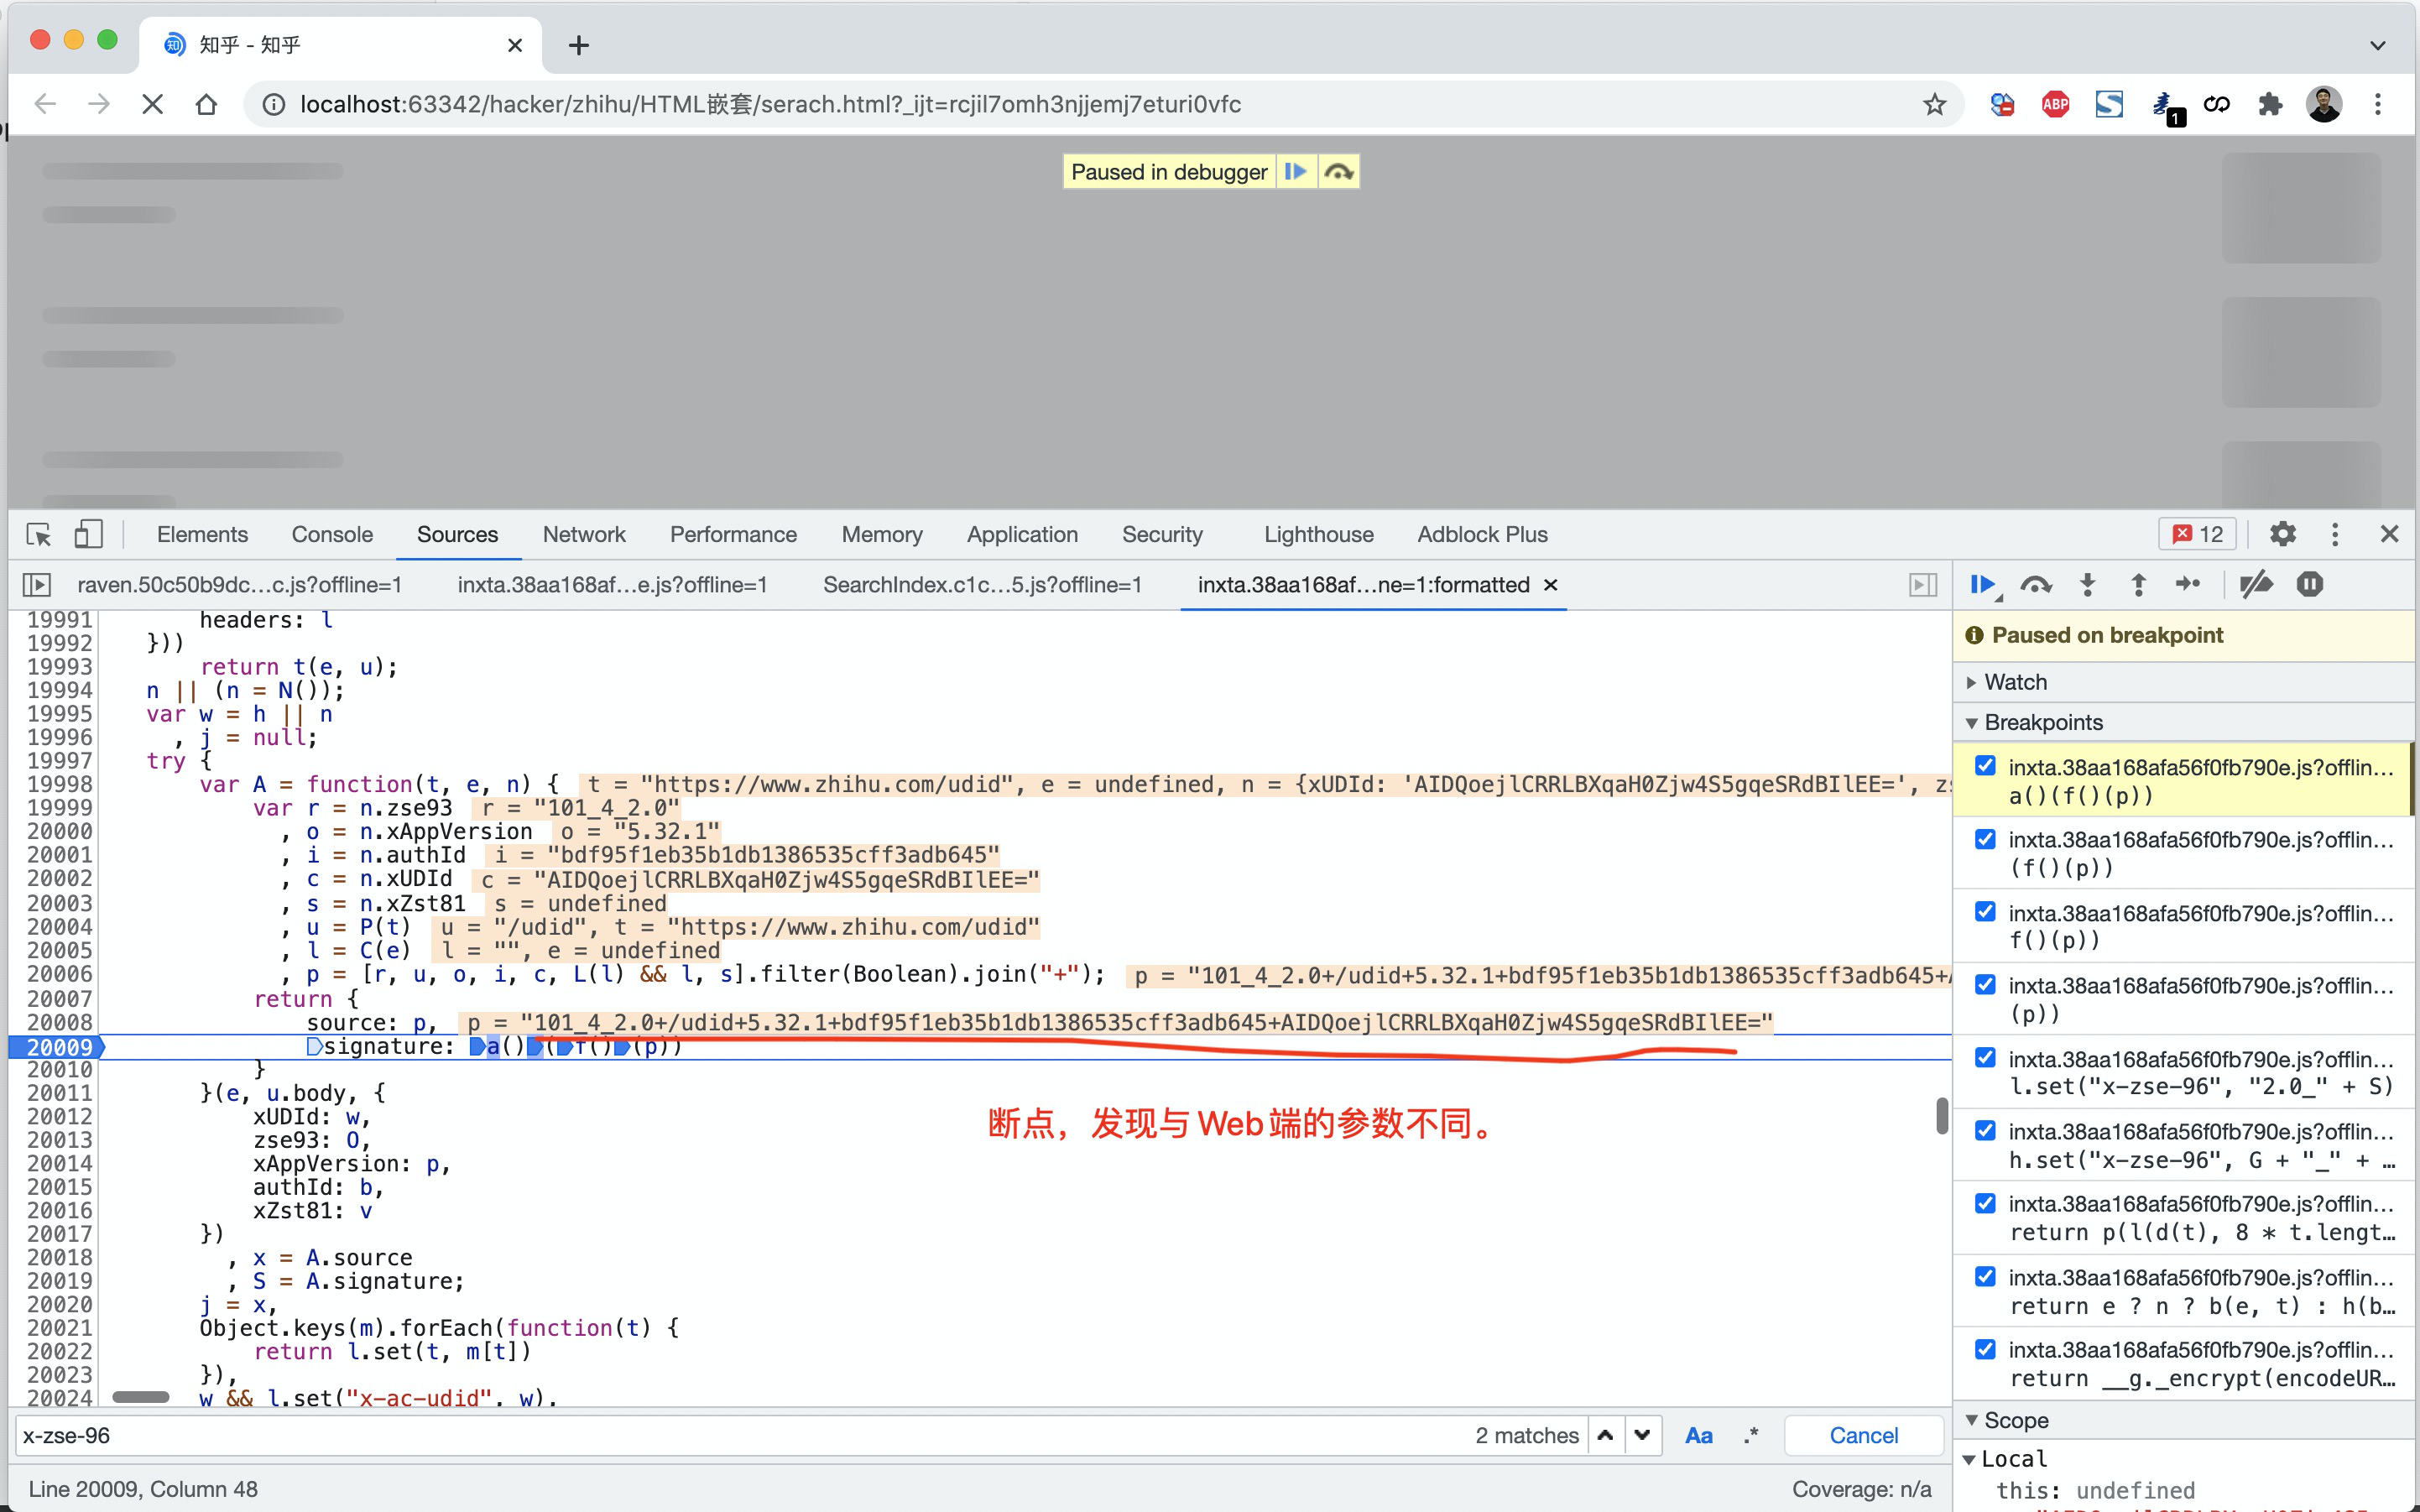 知乎 - 知乎
localhost:63342/hacker/zhihu/HTML嵌套/serach.html?_ijt=rcjil7omh3njjemj7eturi0vfc
ABP
1
Paused in debugger
Elements Console Sources Network Performance Memory Application Security Lighthouse Adblock Plus 12
raven.50c50b9dc…c.js?offline=1 inxta.38aa168af…e.js?offline=1 SearchIndex.c1c…5.js?offline=1 inxta.38aa168af…ne=1:formatted
19991 headers: l
19992 }))
19993 return t(e, u);
19994 n || (n = N());
19995 var w = h || n
19996 , j = null;
19997 try {
19998 var A = function(t, e, n) { t = "https://www.zhihu.com/udid", e = undefined, n = {xUDId: 'AIDQoejlCRRLBXqaH0Zjw4S5gqeSRdBIlEE=', zs
19999 var r = n.zse93 r = "101_4_2.0"
20000 , o = n.xAppVersion o = "5.32.1"
20001 , i = n.authId i = "bdf95f1eb35b1db1386535cff3adb645"
20002 , c = n.xUDId c = "AIDQoejlCRRLBXqaH0Zjw4S5gqeSRdBIlEE="
20003 , s = n.xZst81 s = undefined
20004 , u = P(t) u = "/udid", t = "https://www.zhihu.com/udid"
20005 , l = C(e) l = "", e = undefined
20006 , p = [r, u, o, i, c, L(l) && l, s].filter(Boolean).join("+"); p = "101_4_2.0+/udid+5.32.1+bdf95f1eb35b1db1386535cff3adb645+A
20007 return {
20008 source: p, p = "101_4_2.0+/udid+5.32.1+bdf95f1eb35b1db1386535cff3adb645+AIDQoejlCRRLBXqaH0Zjw4S5gqeSRdBIlEE="
20009 signature: a()(f()(p))
20010 }
20011 }(e, u.body, {
20012 xUDId: w,
20013 zse93: O,
20014 xAppVersion: p,
20015 authId: b,
20016 xZst81: v
20017 })
20018 , x = A.source
20019 , S = A.signature;
20020 j = x,
20021 Object.keys(m).forEach(function(t) {
20022 return l.set(t, m[t])
20023 }),
20024 w && l.set("x-ac-udid", w),
断点，发现与Web端的参数不同。
x-zse-96 2 matches Aa .* Cancel
Line 20009, Column 48 Coverage: n/a
Paused on breakpoint
Watch
Breakpoints
inxta.38aa168afa56f0fb790e.js?offlin…
a()(f()(p))
inxta.38aa168afa56f0fb790e.js?offlin…
(f()(p))
inxta.38aa168afa56f0fb790e.js?offlin…
f()(p))
inxta.38aa168afa56f0fb790e.js?offlin…
(p))
inxta.38aa168afa56f0fb790e.js?offlin…
l.set("x-zse-96", "2.0_" + S)
inxta.38aa168afa56f0fb790e.js?offlin…
h.set("x-zse-96", G + "_" + …
inxta.38aa168afa56f0fb790e.js?offlin…
return p(l(d(t), 8 * t.lengt…
inxta.38aa168afa56f0fb790e.js?offlin…
return e ? n ? b(e, t) : h(b…
inxta.38aa168afa56f0fb790e.js?offlin…
return __g._encrypt(encodeUR…
Scope
Local
this: undefined